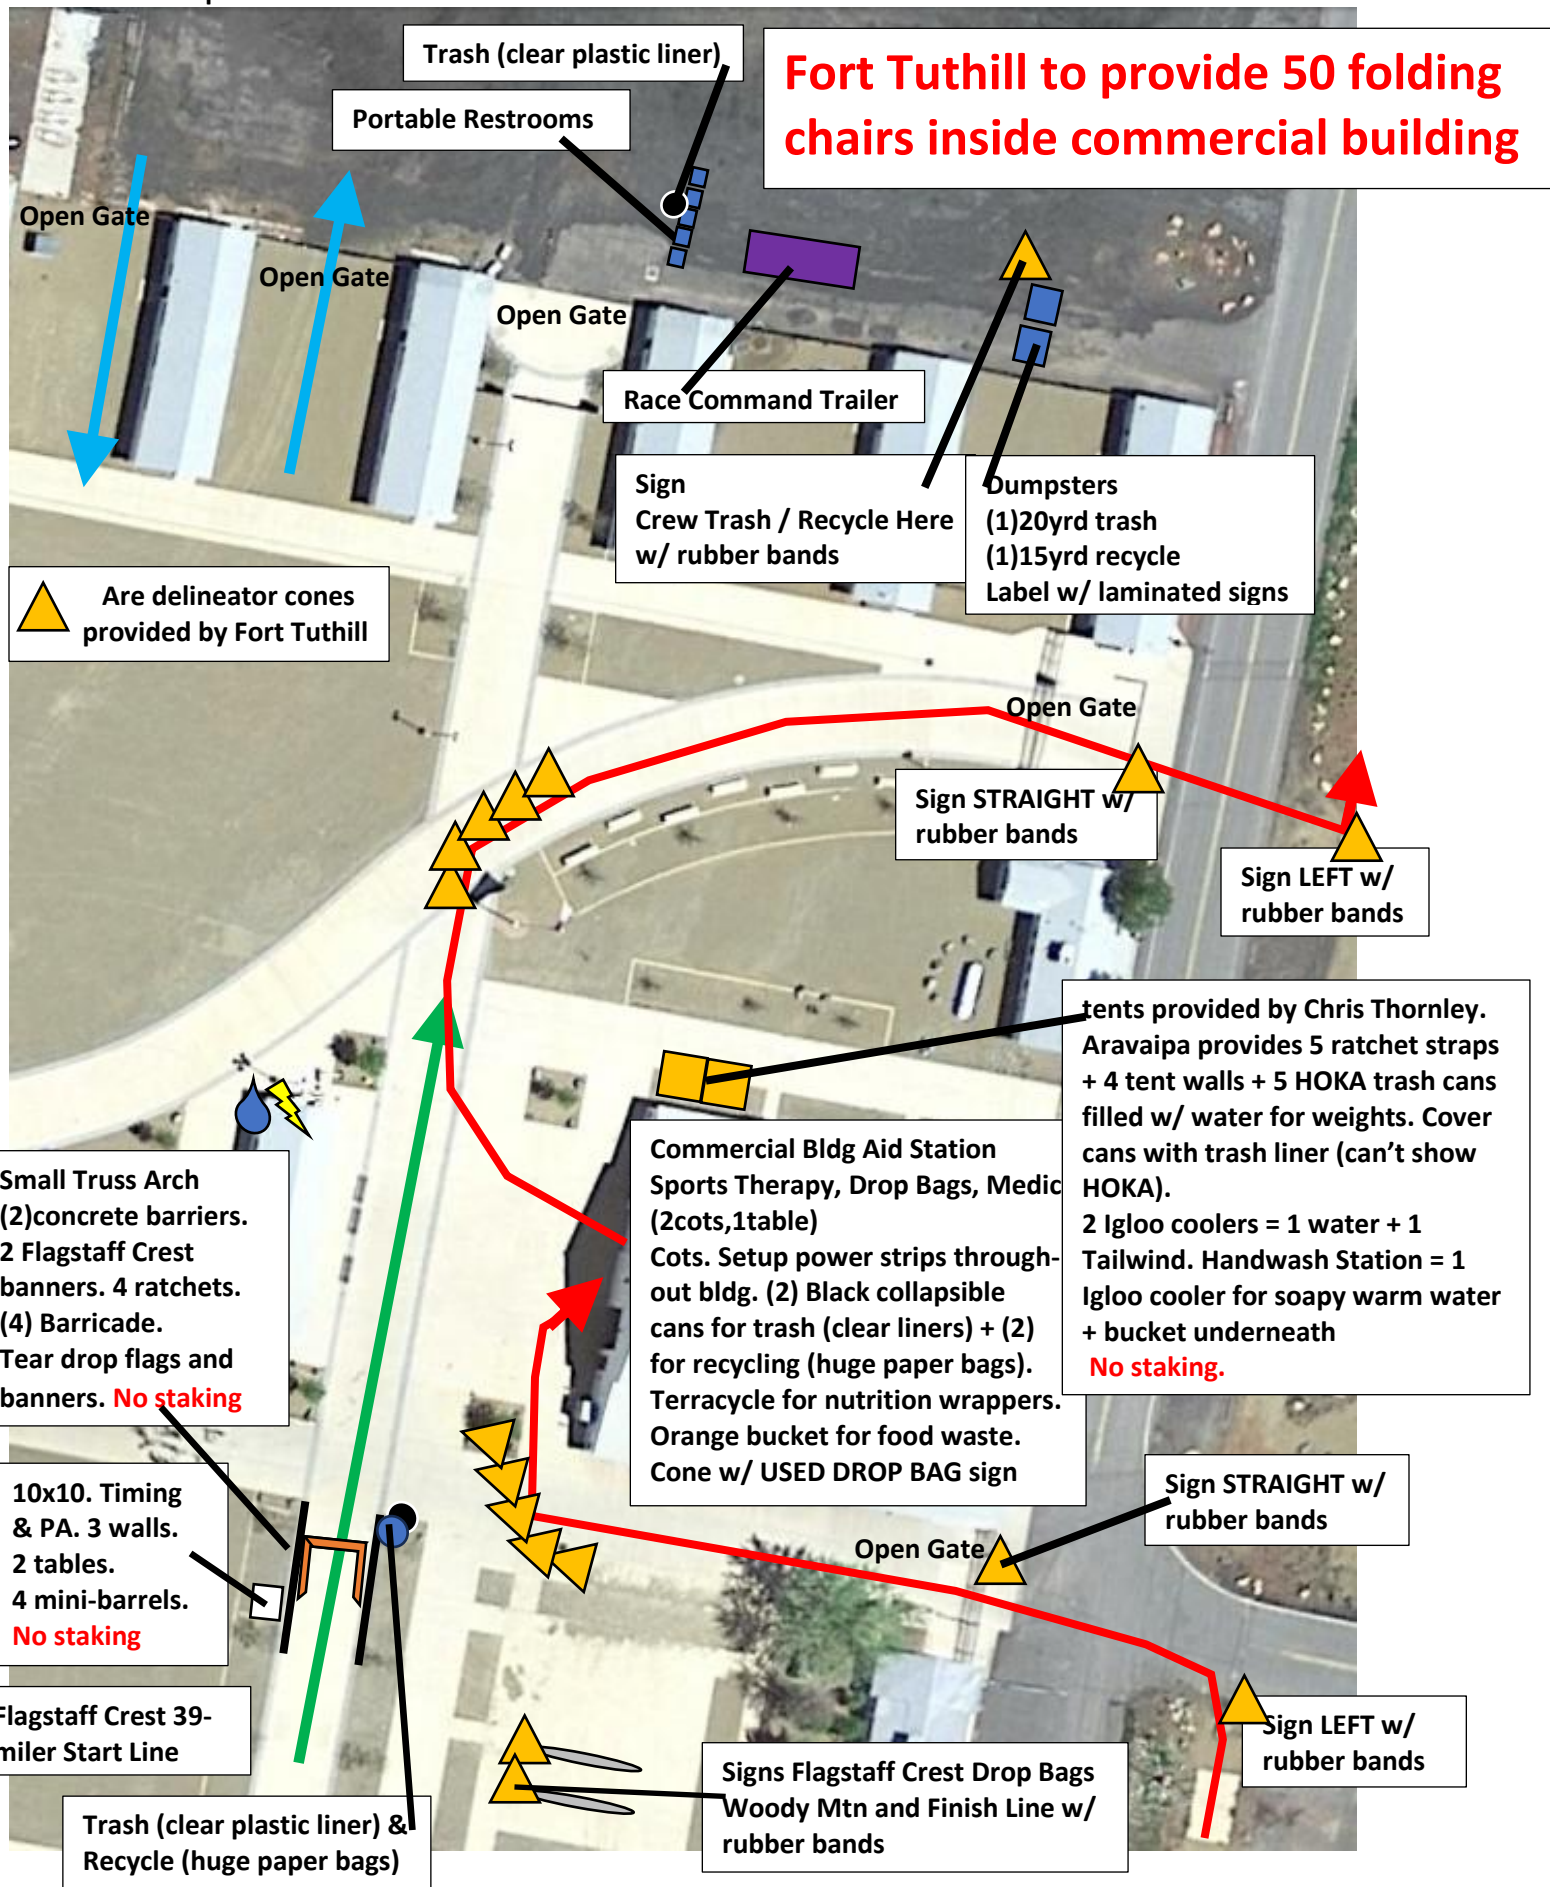 Trash (clear plastic liner)
Fort Tuthill to provide 50 folding
chairs inside commercial building
Portable Restrooms
Open Gate
Open Gate
Open Gate
Race Command Trailer
Sign
Crew Trash / Recycle Here
w/ rubber bands
Dumpsters
(1)20yrd trash
(1)15yrd recycle
Label w/ laminated signs
Are delineator cones
provided by Fort Tuthill
Open Gate
Sign STRAIGHT w/
rubber bands
Sign LEFT w/
rubber bands
tents provided by Chris Thornley.
Aravaipa provides 5 ratchet straps
+ 4 tent walls + 5 HOKA trash cans
filled w/ water for weights. Cover
cans with trash liner (can’t show
HOKA).
2 Igloo coolers = 1 water + 1
Tailwind. Handwash Station = 1
Igloo cooler for soapy warm water
+ bucket underneath
No staking.
Commercial Bldg Aid Station
Sports Therapy, Drop Bags, Medic
(2cots,1table)
Cots. Setup power strips through-
out bldg. (2) Black collapsible
cans for trash (clear liners) + (2)
for recycling (huge paper bags).
Terracycle for nutrition wrappers.
Orange bucket for food waste.
Cone w/ USED DROP BAG sign
Small Truss Arch
(2)concrete barriers.
2 Flagstaff Crest
banners. 4 ratchets.
(4) Barricade.
Tear drop flags and
banners. No staking
10x10. Timing
& PA. 3 walls.
2 tables.
4 mini-barrels.
No staking
Sign STRAIGHT w/
rubber bands
Open Gate
Flagstaff Crest 39-
miler Start Line
Sign LEFT w/
rubber bands
Signs Flagstaff Crest Drop Bags
Woody Mtn and Finish Line w/
rubber bands
Trash (clear plastic liner) &
Recycle (huge paper bags)